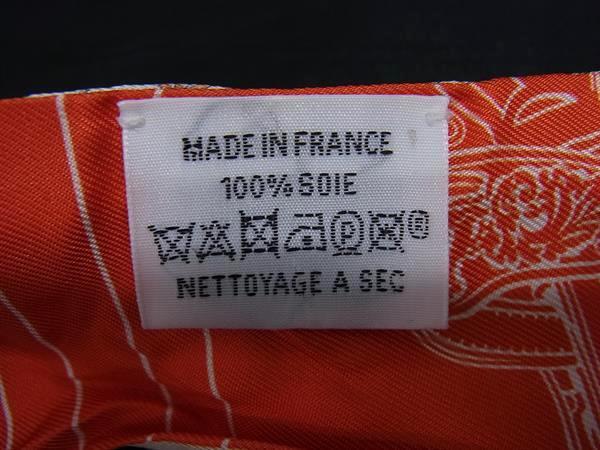 MADE IN FRANCE
100% SOIE
P ®
NETTOYAGE A SEC